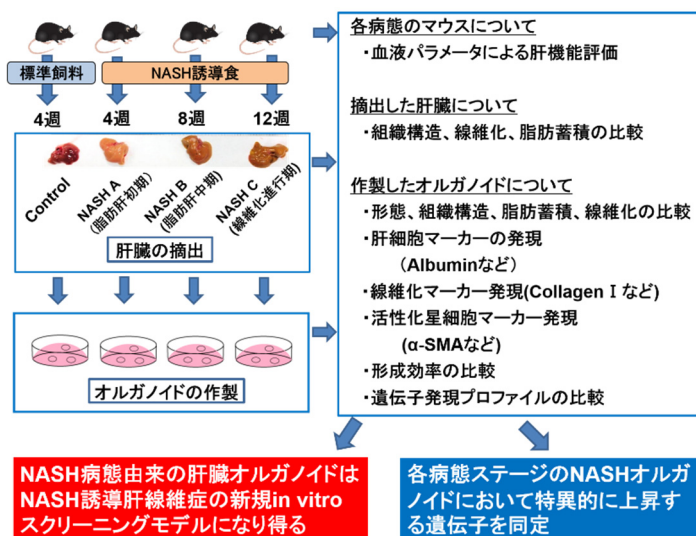 標準飼料
NASH誘導食
4週
4週
8週
12週
Control
NASH A
(脂肪肝初期)
NASH B
(脂肪肝中期)
NASH C
(線維化進行期)
肝臓の摘出
オルガノイドの作製
各病態のマウスについて
・血液パラメータによる肝機能評価
摘出した肝臓について
・組織構造、線維化、脂肪蓄積の比較
作製したオルガノイドについて
・形態、組織構造、脂肪蓄積、線維化の比較
・肝細胞マーカーの発現
(Albuminなど)
・線維化マーカー発現(Collagen Ⅰなど)
・活性化星細胞マーカー発現
(α-SMAなど)
・形成効率の比較
・遺伝子発現プロファイルの比較
NASH病態由来の肝臓オルガノイドは
NASH誘導肝線維症の新規in vitro
スクリーニングモデルになり得る
各病態ステージのNASHオルガ
ノイドにおいて特異的に上昇す
る遺伝子を同定